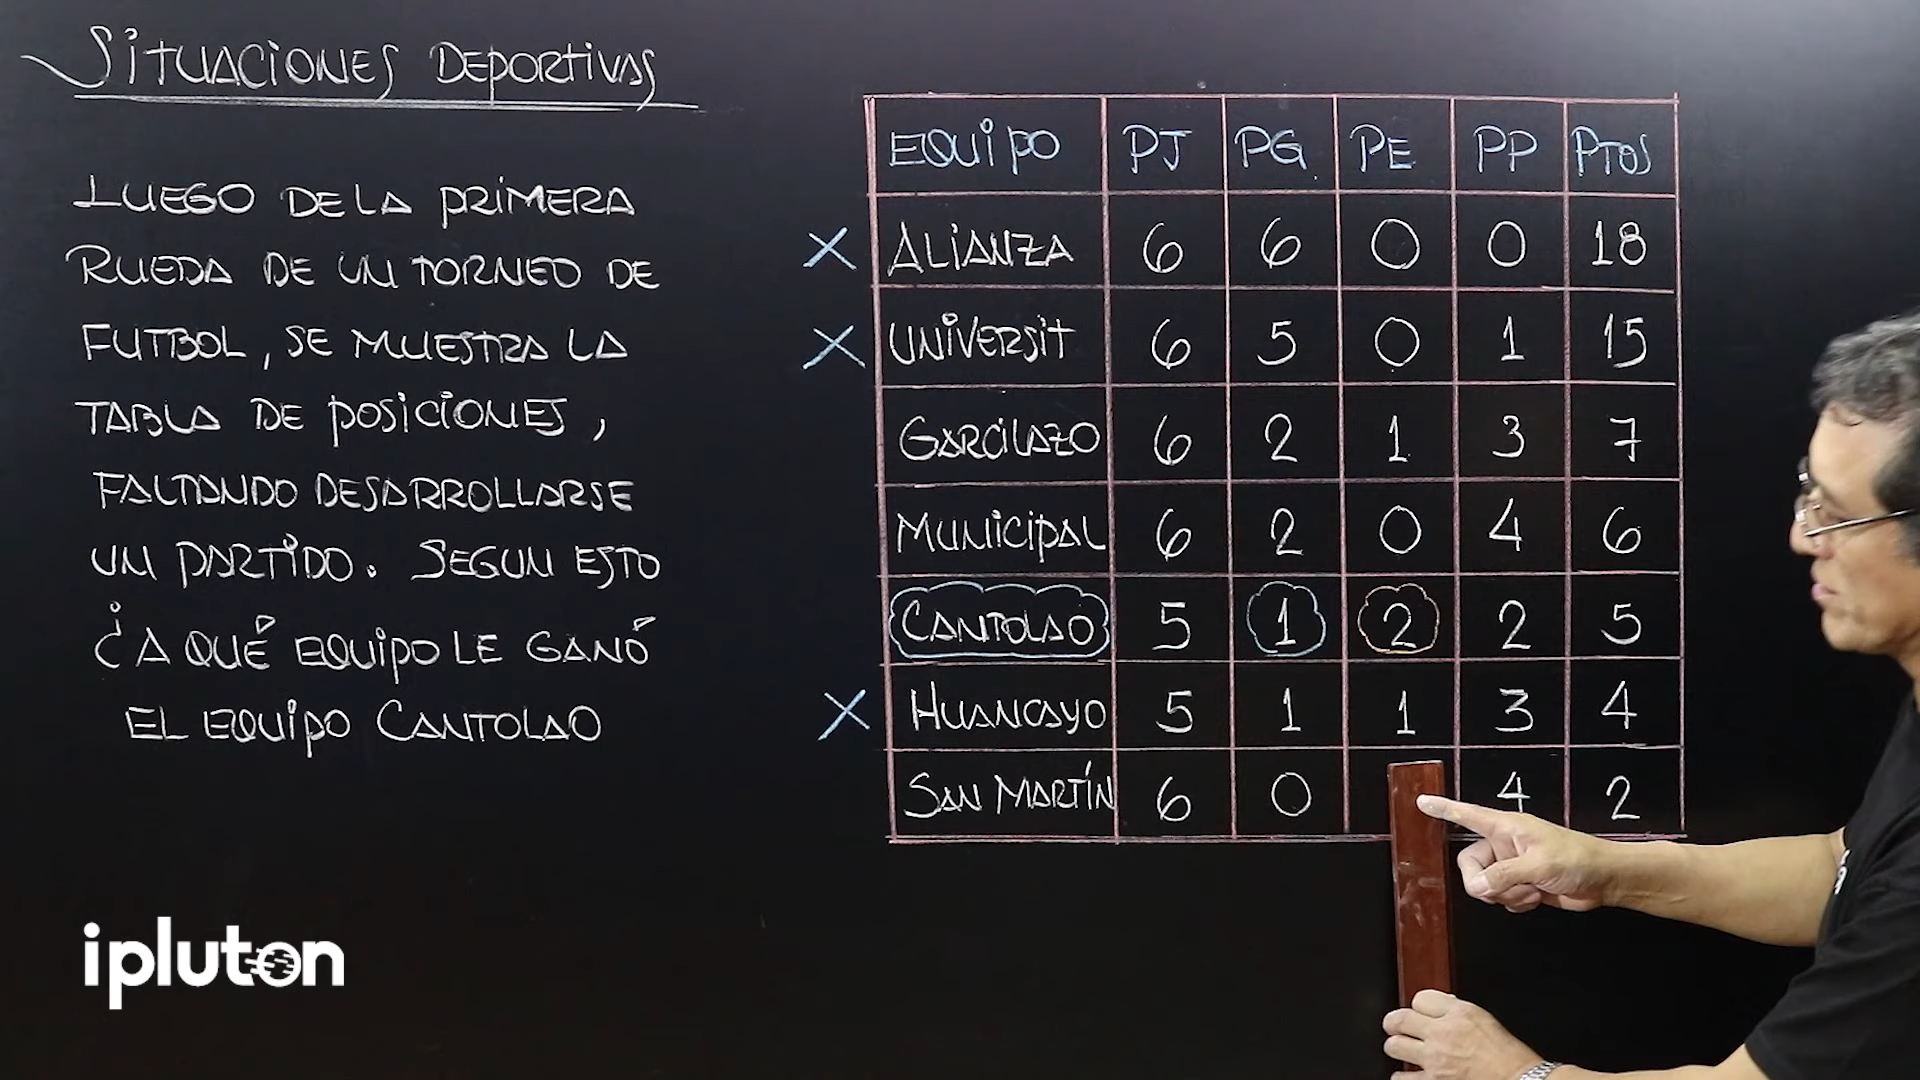 SITUACIONES DEPORTIVAS
LUEGO DE LA PRIMERA
RUEDA DE UN TORNEO DE
FUTBOL, SE MUESTRA LA
TABLA DE POSICIONES,
FALTANDO DESARROLLARSE
UN PARTIDO. SEGUN ESTO
¿A QUÉ EQUIPO LE GANÓ
EL EQUIPO CANTOLAO
EQUIPO PJ PG PE PP PTOS
X ALIANZA 6 6 0 0 18
X UNIVERSIT 6 5 0 1 15
GARCILAZO 6 2 1 3 7
MUNICIPAL 6 2 0 4 6
CANTOLAO 5 1 2 2 5
X HUANCAYO 5 1 1 3 4
SAN MARTÍN 6 0 4 2
ipluton